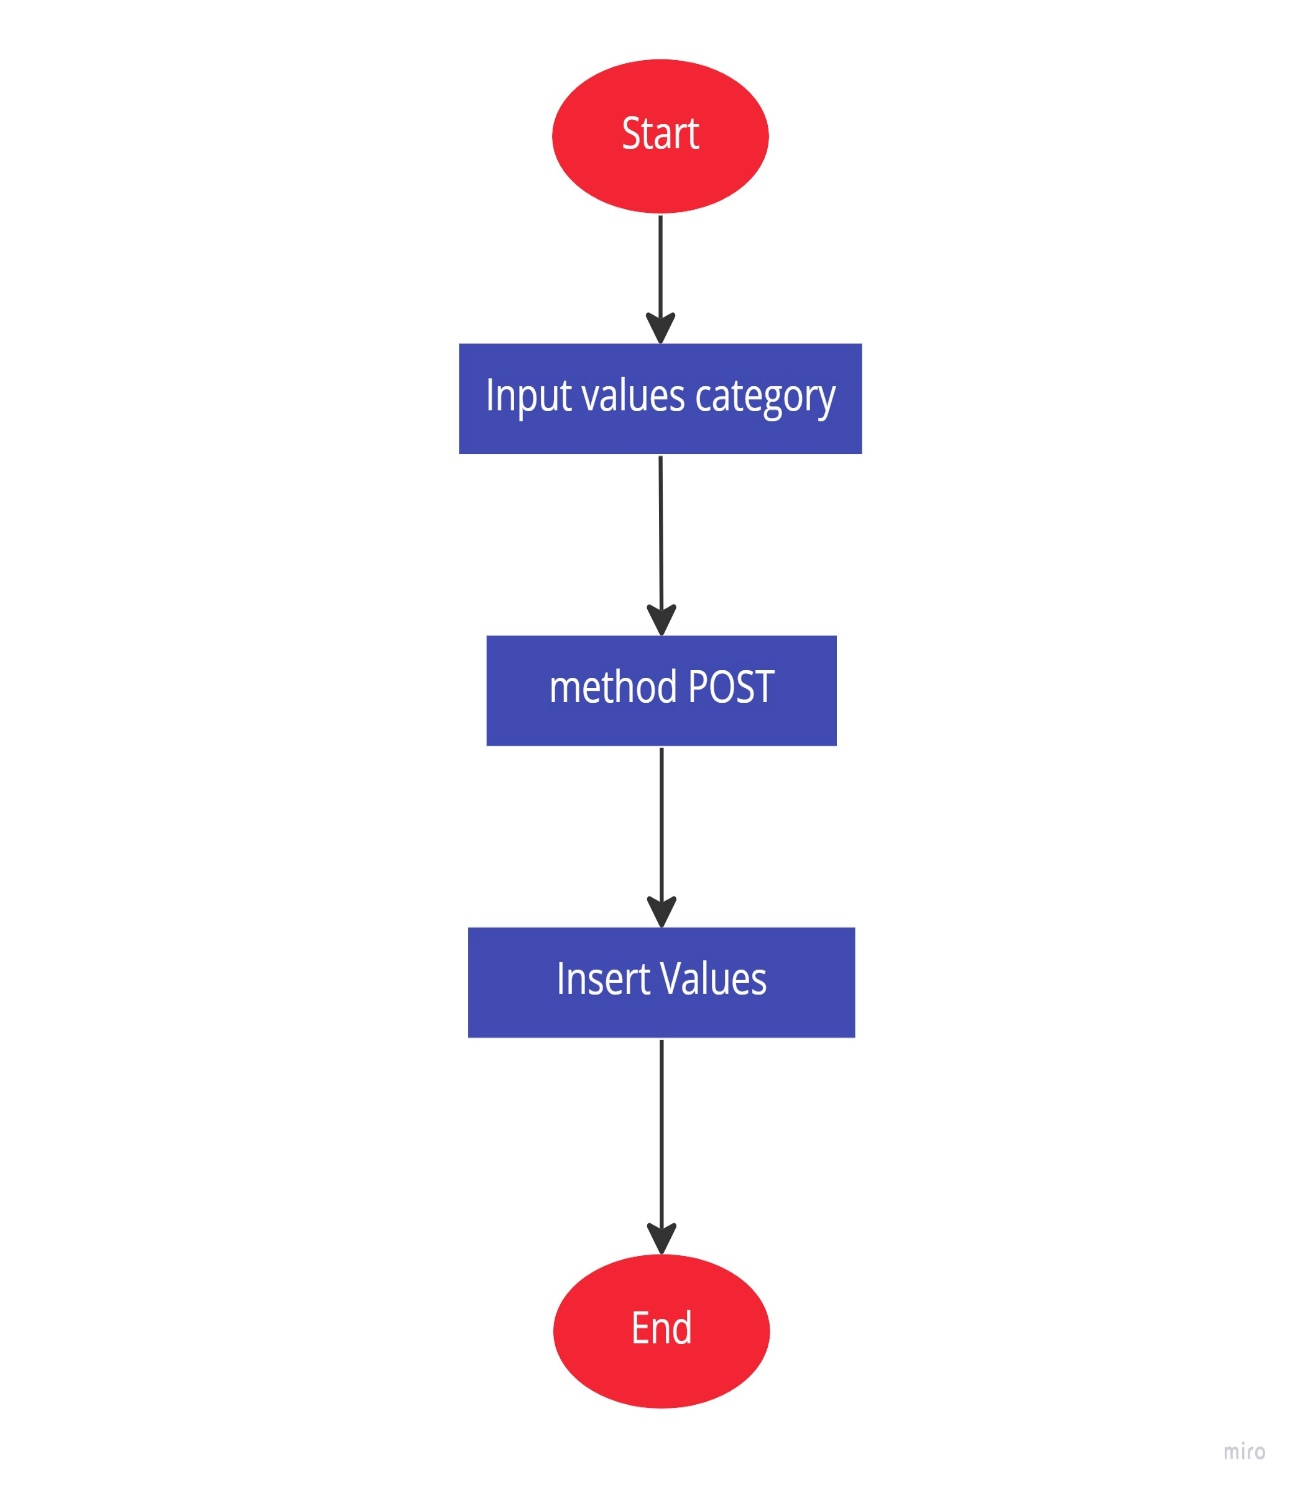 Start
Input values category
method POST
Insert Values
End
miro